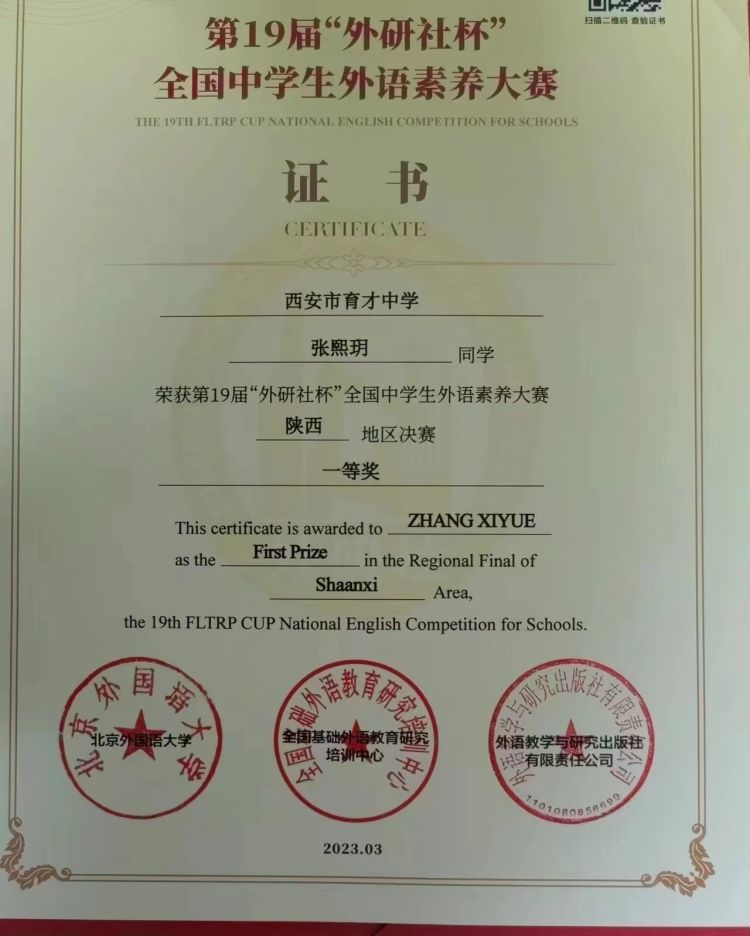 扫描二维码 查验证书
第19届“外研社杯”
全国中学生外语素养大赛
THE 19TH FLTRP CUP NATIONAL ENGLISH COMPETITION FOR SCHOOLS
证 书
CERTIFICATE
西安市育才中学
张熙玥 同学
荣获第19届“外研社杯”全国中学生外语素养大赛
陕西 地区决赛
一等奖
This certificate is awarded to ZHANG XIYUE
as the First Prize in the Regional Final of
Shaanxi Area,
the 19th FLTRP CUP National English Competition for Schools.
北京外国语大学
北京外国语大学
全国基础外语教育研究培训中心
全国基础外语教育研究
培训中心
外语教学与研究出版社有限责任公司
外语教学与研究出版社
有限责任公司
1101060856599
2023.03